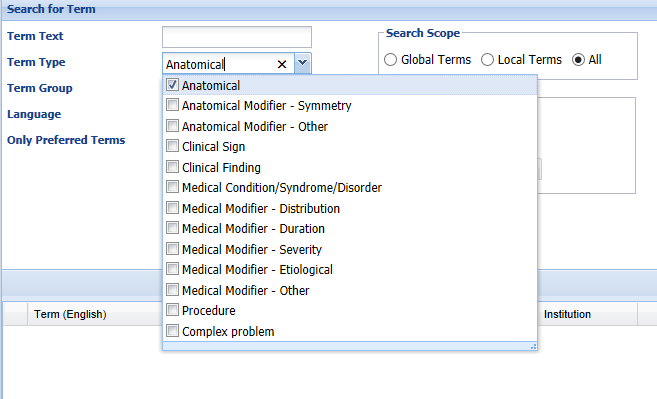 Search for Term
Term Text
Search Scope
Global Terms Local Terms All
Term Type
Anatomical
Term Group
Language
Only Preferred Terms
Anatomical
Anatomical Modifier - Symmetry
Anatomical Modifier - Other
Clinical Sign
Clinical Finding
Medical Condition/Syndrome/Disorder
Medical Modifier - Distribution
Medical Modifier - Duration
Medical Modifier - Severity
Medical Modifier - Etiological
Medical Modifier - Other
Procedure
Complex problem
Term (English)
Institution